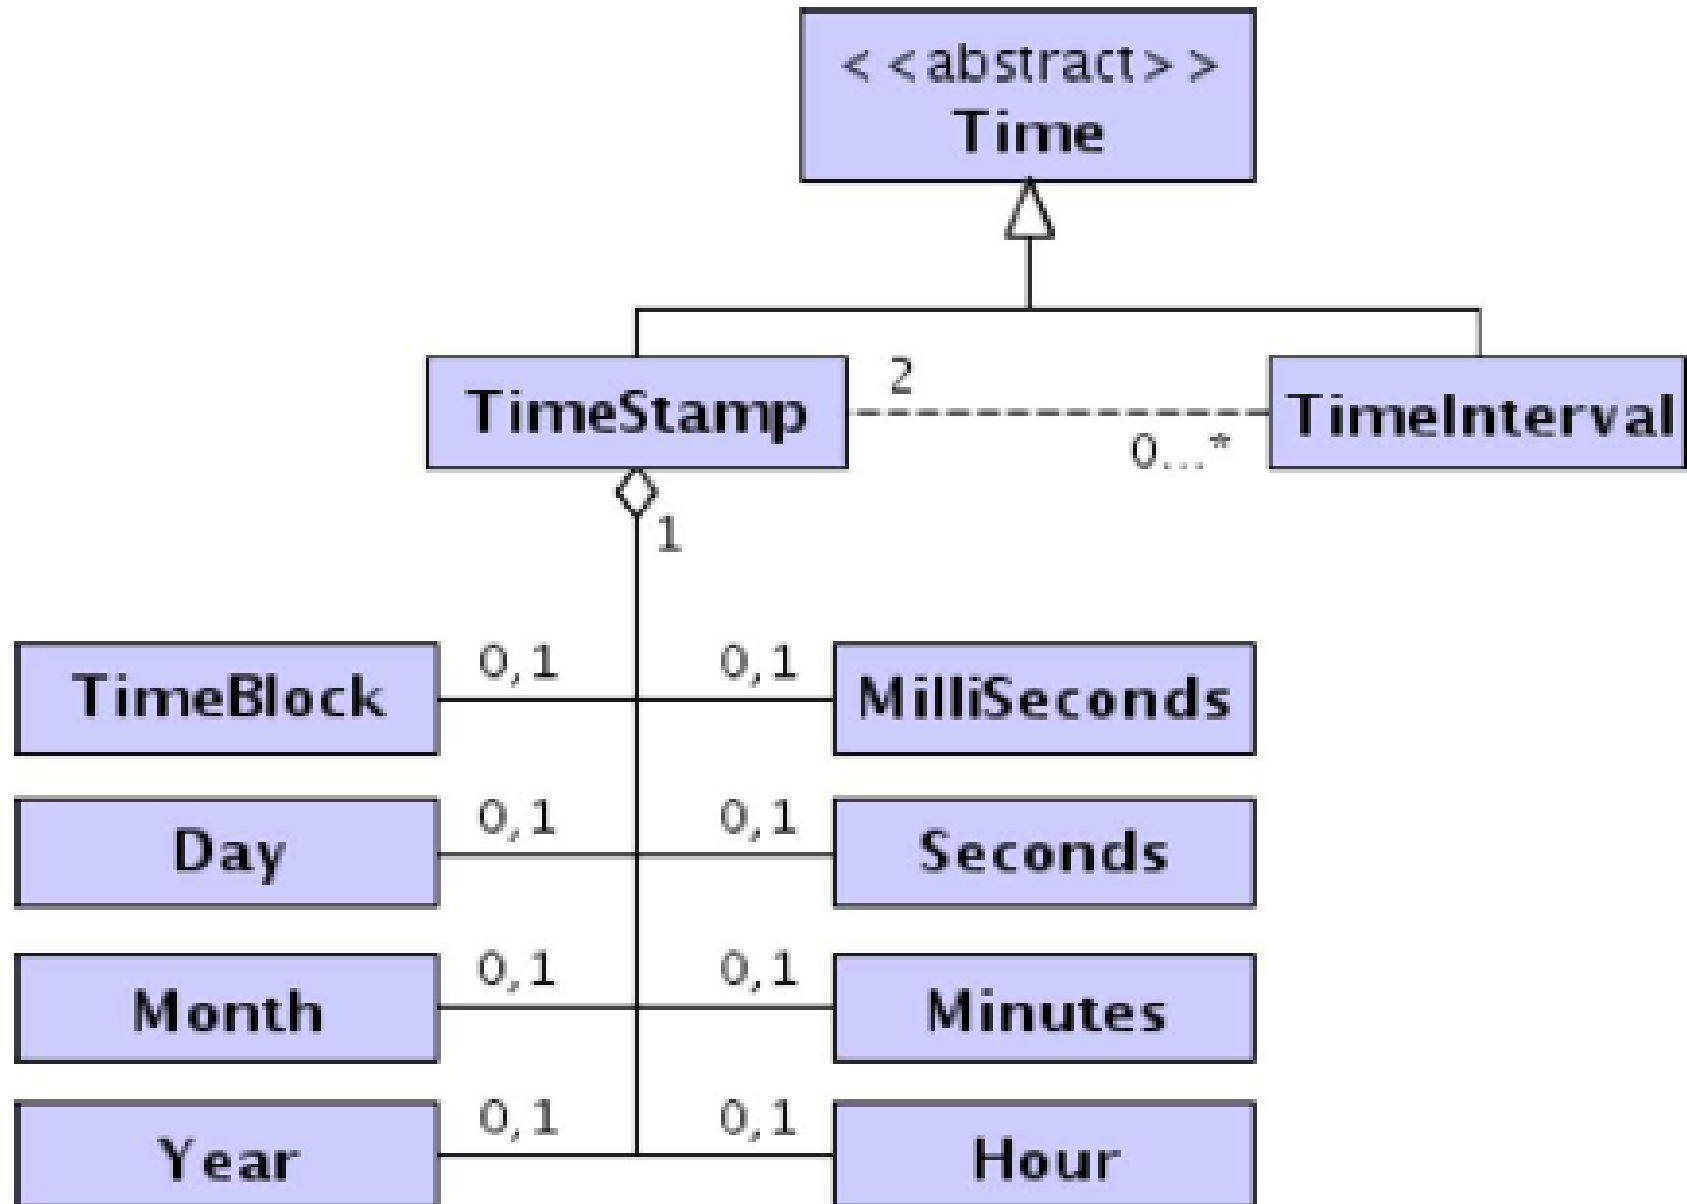 < <abstract> >
Time
TimeStamp
2
0...*
TimeInterval
1
TimeBlock
0,1
0,1
MilliSeconds
Day
0,1
0,1
Seconds
Month
0,1
0,1
Minutes
Year
0,1
0,1
Hour